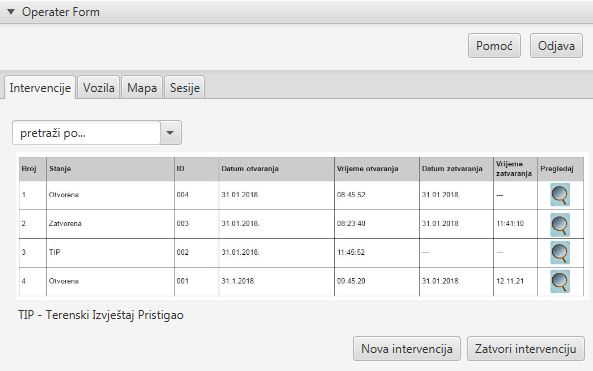 Operater Form
Pomoć Odjava
Intervencije Vozila Mapa Sesije
pretraži po...
Broj Stanje ID Datum otvaranja Vrijeme otvaranja Datum zatvaranja Vrijeme zatvaranja Pregledaj
1 Otvorena 004 31.01.2018. 08:45:52 31.01.2018. ---
2 Zatvorena 003 31.01.2018. 08:23:40 31.01.2018 11:41:10
3 TIP 002 31.01.2018. 11:45:52 --- ---
4 Otvorena 001 31.1.2018. 09.45.20 31.01.2018 12.11.21
TIP - Terenski Izvještaj Pristigao
Nova intervencija Zatvori intervenciju